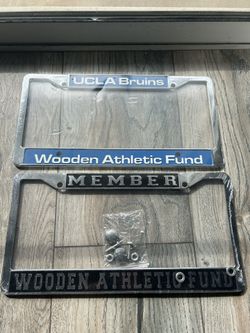 UCLA Bruins
Wooden Athletic Fund
MEMBER
WOODEN ATHLETIC FUND